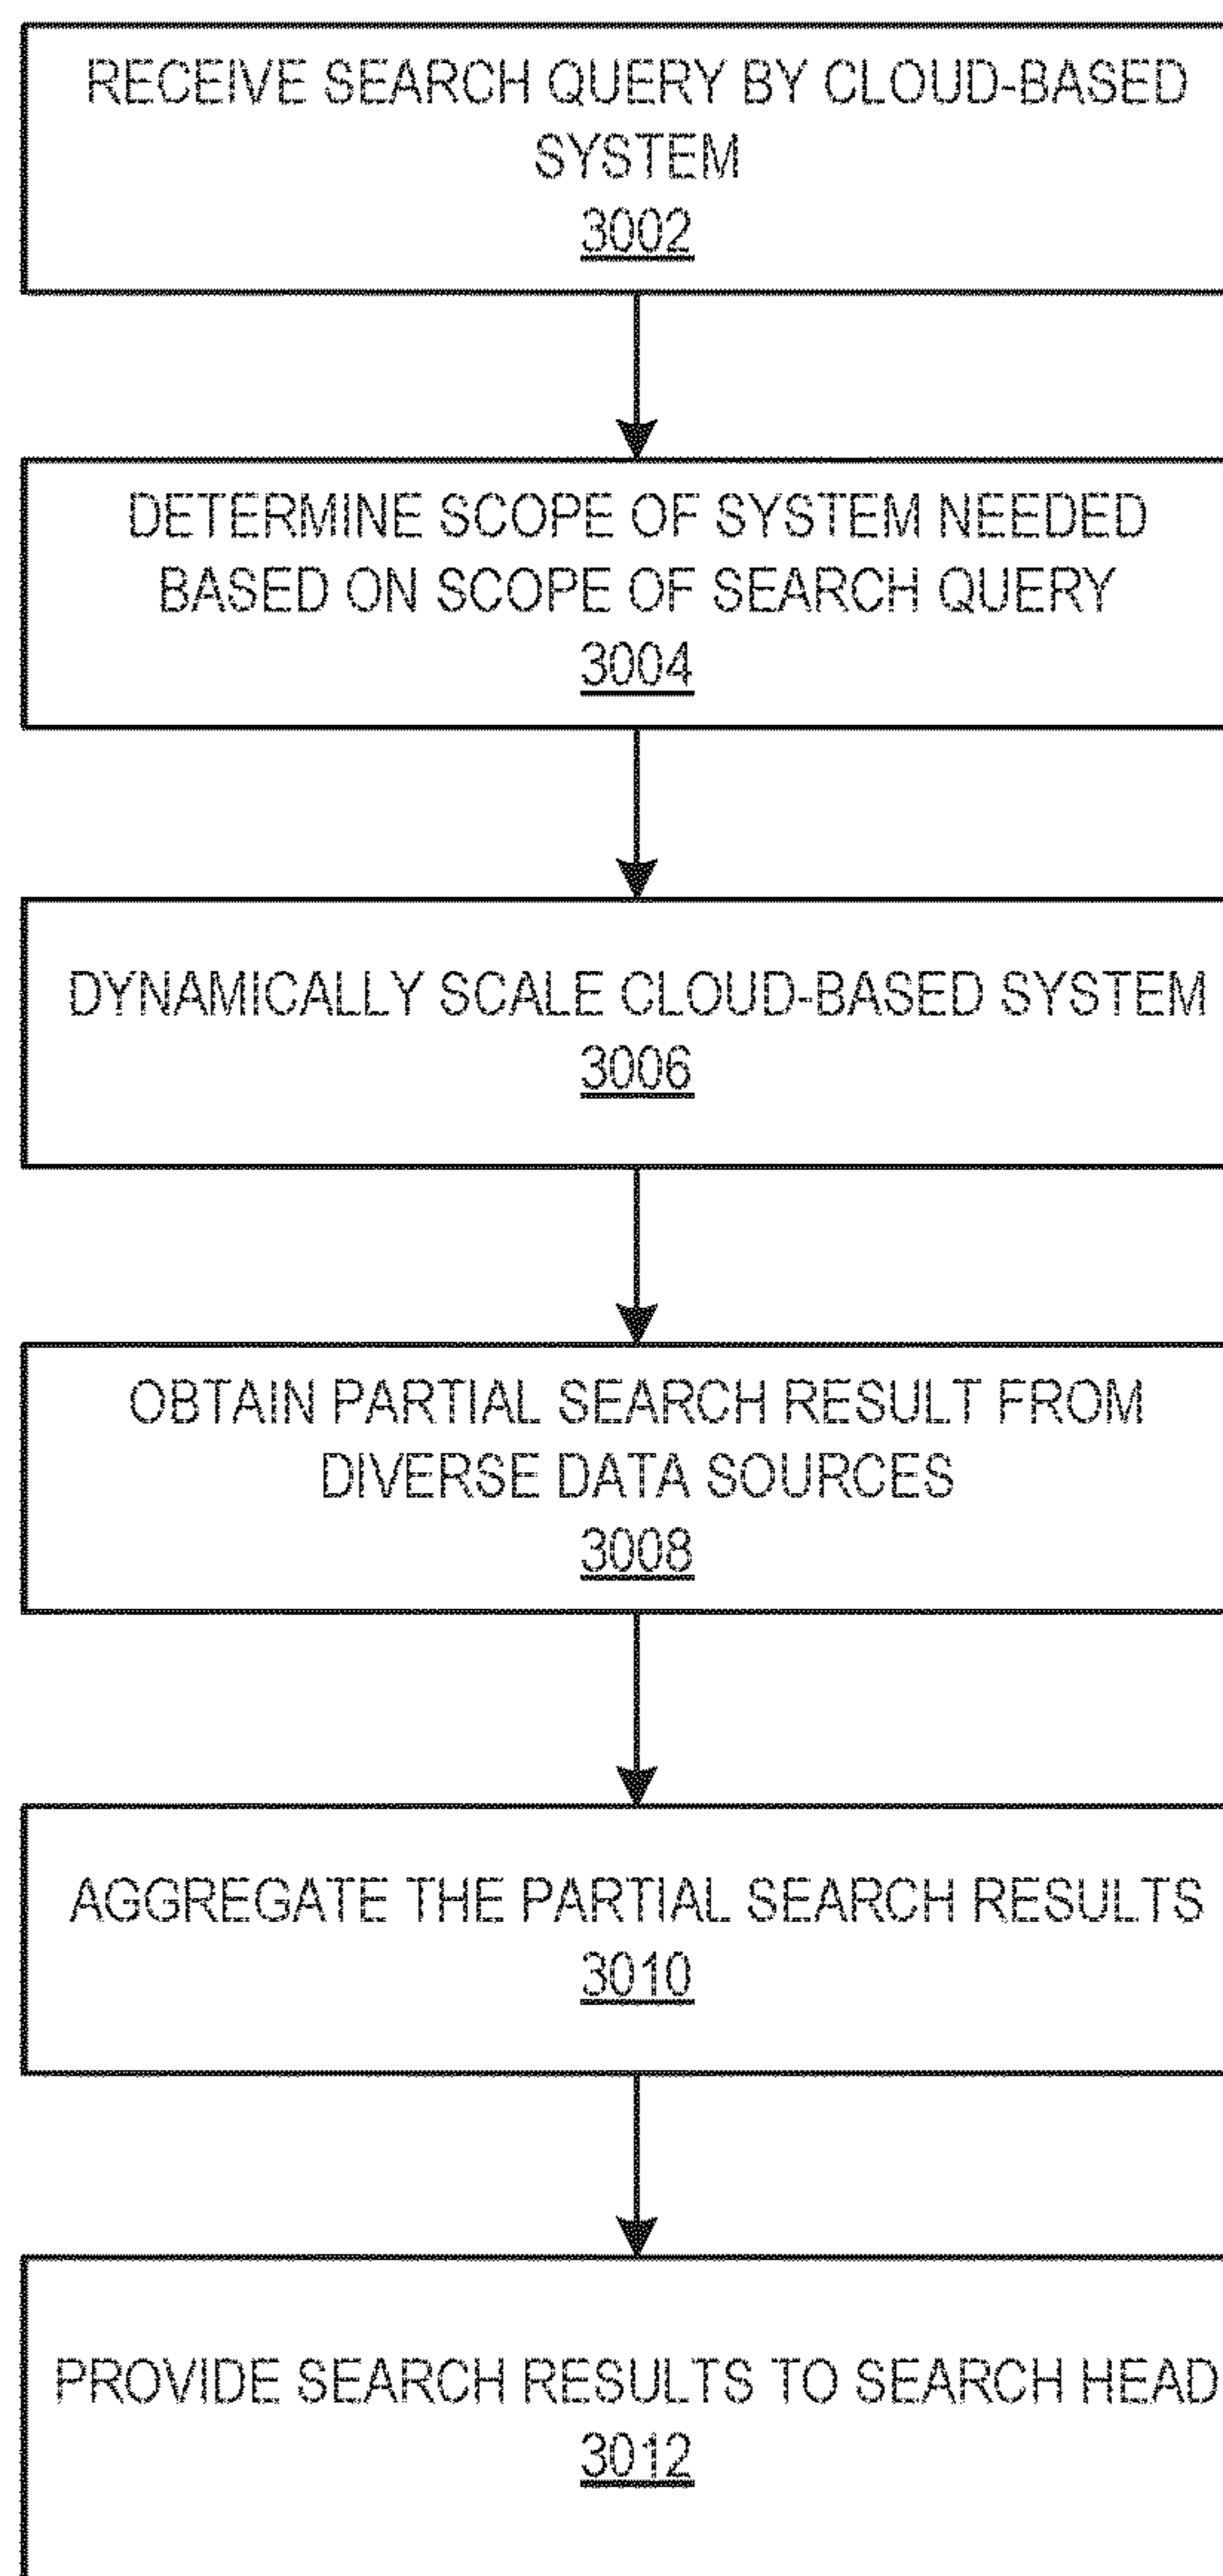 RECEIVE SEARCH QUERY BY CLOUD-BASED
SYSTEM
3002
DETERMINE SCOPE OF SYSTEM NEEDED
BASED ON SCOPE OF SEARCH QUERY
3004
DYNAMICALLY SCALE CLOUD-BASED SYSTEM
3006
OBTAIN PARTIAL SEARCH RESULT FROM
DIVERSE DATA SOURCES
3008
AGGREGATE THE PARTIAL SEARCH RESULTS
3010
PROVIDE SEARCH RESULTS TO SEARCH HEAD
3012